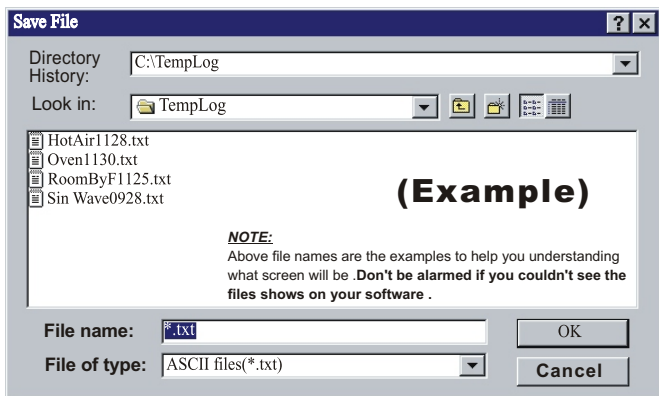 Save File
Directory History: C:\TempLog
Look in: TempLog
HotAir1128.txt
Oven1130.txt
RoomByF1125.txt
Sin Wave0928.txt
(Example)
NOTE:
Above file names are the examples to help you understanding
what screen will be .Don't be alarmed if you couldn't see the
files shows on your software .
File name: *.txt
OK
File of type: ASCII files(*.txt)
Cancel